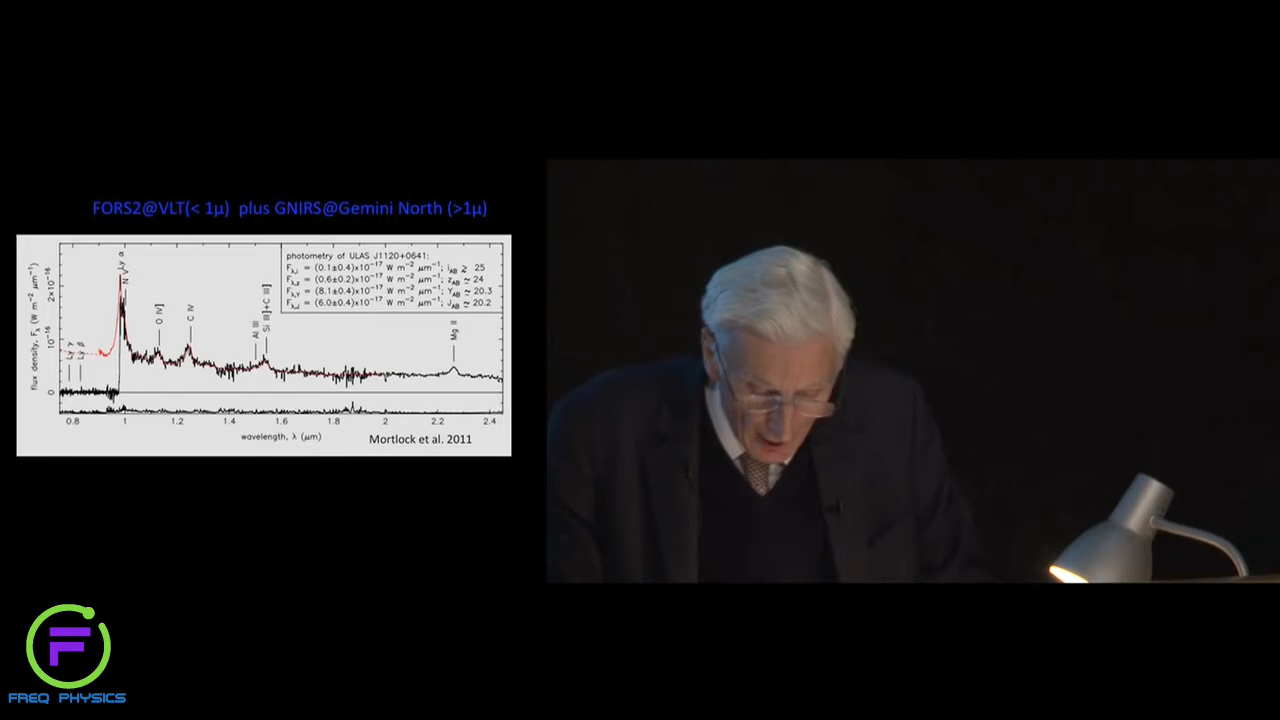 FORS2@VLT(< 1μ) plus GNIRS@Gemini North (>1μ)
photometry of ULAS J1120+0641:
F_λ,i = (0.1±0.4)×10⁻¹⁷ W m⁻² μm⁻¹; i_AB ≳ 25
F_λ,z = (0.6±0.2)×10⁻¹⁷ W m⁻² μm⁻¹; z_AB ≃ 24
F_λ,Y = (8.1±0.4)×10⁻¹⁷ W m⁻² μm⁻¹; Y_AB ≃ 20.3
F_λ,J = (6.0±0.4)×10⁻¹⁷ W m⁻² μm⁻¹; J_AB ≃ 20.2
flux density, F_λ (W m⁻² μm⁻¹)
2×10⁻¹⁶
10⁻¹⁶
0
Ly γ
Ly β
Ly α
N V
O IV]
C IV
Al III
Si III]+C III]
Mg II
0.8 1 1.2 1.4 1.6 1.8 2 2.2 2.4
wavelength, λ (μm)
Mortlock et al. 2011
F
FREQ PHYSICS